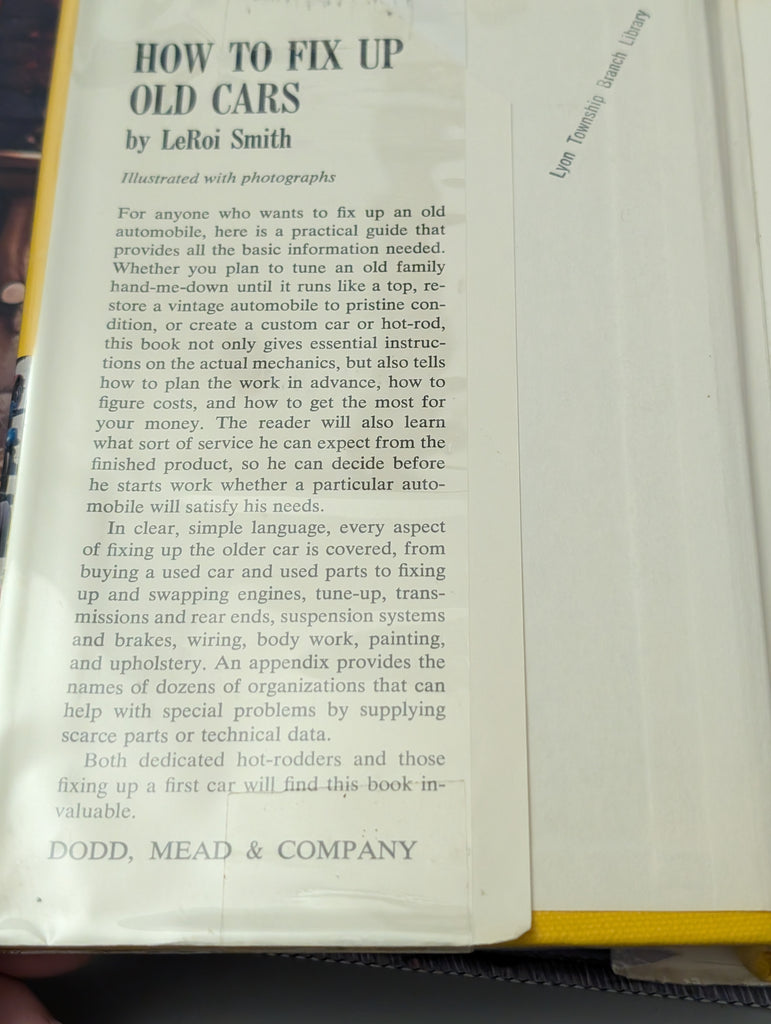 HOW TO FIX UP
OLD CARS
by LeRoi Smith
Illustrated with photographs
For anyone who wants to fix up an old
automobile, here is a practical guide that
provides all the basic information needed.
Whether you plan to tune an old family
hand-me-down until it runs like a top, re-
store a vintage automobile to pristine con-
dition, or create a custom car or hot-rod,
this book not only gives essential instruc-
tions on the actual mechanics, but also tells
how to plan the work in advance, how to
figure costs, and how to get the most for
your money. The reader will also learn
what sort of service he can expect from the
finished product, so he can decide before
he starts work whether a particular auto-
mobile will satisfy his needs.
In clear, simple language, every aspect
of fixing up the older car is covered, from
buying a used car and used parts to fixing
up and swapping engines, tune-up, trans-
missions and rear ends, suspension systems
and brakes, wiring, body work, painting,
and upholstery. An appendix provides the
names of dozens of organizations that can
help with special problems by supplying
scarce parts or technical data.
Both dedicated hot-rodders and those
fixing up a first car will find this book in-
valuable.
DODD, MEAD & COMPANY
Lyon Township Branch Library